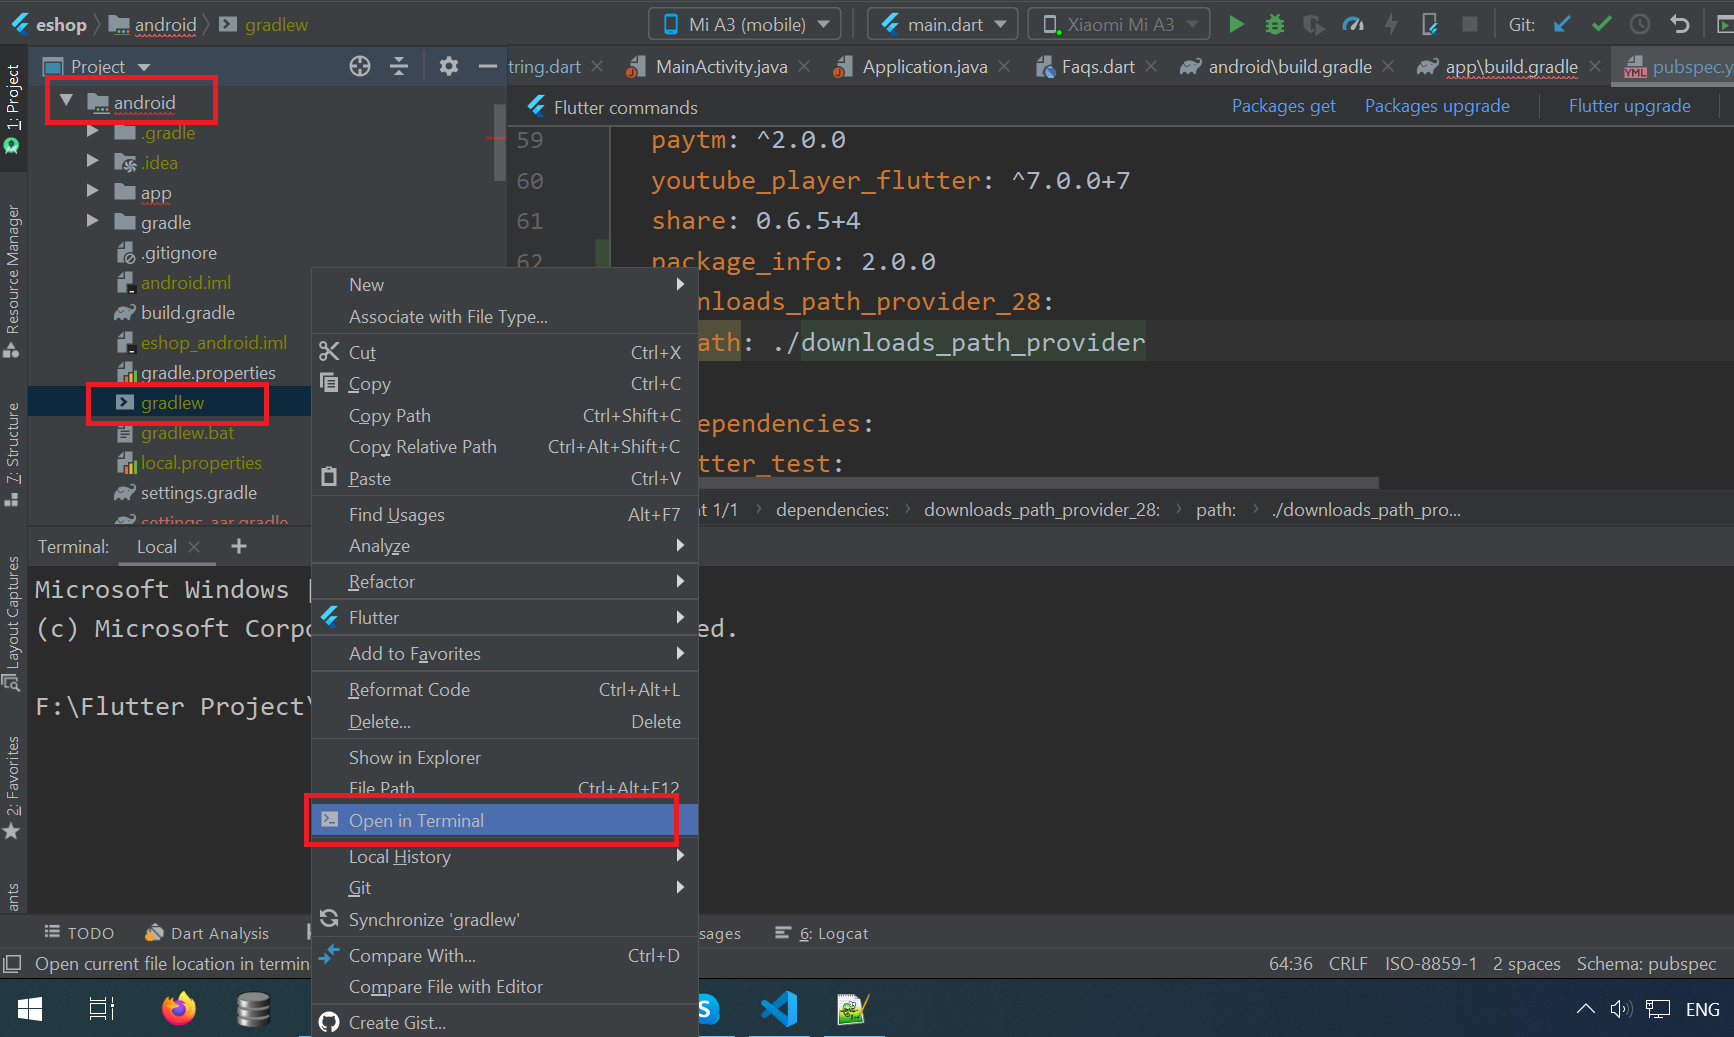 eshop android gradlew Mi A3 (mobile) main.dart Xiaomi Mi A3 Git:
Project tring.dart MainActivity.java Application.java Faqs.dart android\build.gradle app\build.gradle pubspec.y
Flutter commands Packages get Packages upgrade Flutter upgrade
1: Project
Resource Manager
7: Structure
Layout Captures
2: Favorites
ants
android
.gradle
.idea
app
gradle
.gitignore
android.iml
build.gradle
eshop_android.iml
gradle.properties
gradlew
gradlew.bat
local.properties
settings.gradle
settings_aar.gradle
59 paytm: ^2.0.0
60 youtube_player_flutter: ^7.0.0+7
61 share: 0.6.5+4
62 package_info: 2.0.0
nloads_path_provider_28:
ath: ./downloads_path_provider
ependencies:
tter_test:
t 1/1 dependencies: downloads_path_provider_28: path: ./downloads_path_pro...
Terminal: Local
Microsoft Windows
(c) Microsoft Corpo ed.
F:\Flutter Project\
New
Associate with File Type...
Cut Ctrl+X
Copy Ctrl+C
Copy Path Ctrl+Shift+C
Copy Relative Path Ctrl+Alt+Shift+C
Paste Ctrl+V
Find Usages Alt+F7
Analyze
Refactor
Flutter
Add to Favorites
Reformat Code Ctrl+Alt+L
Delete... Delete
Show in Explorer
File Path Ctrl+Alt+F12
Open in Terminal
Local History
Git
Synchronize 'gradlew'
Compare With... Ctrl+D
Compare File with Editor
Create Gist...
TODO Dart Analysis sages 6: Logcat
Open current file location in termin 64:36 CRLF ISO-8859-1 2 spaces Schema: pubspec
ENG